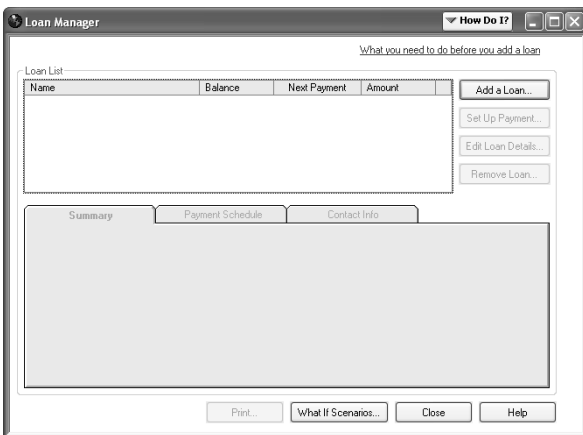 Loan Manager How Do I?
What you need to do before you add a loan
Loan List
Name Balance Next Payment Amount
Add a Loan...
Set Up Payment...
Edit Loan Details...
Remove Loan...
Summary Payment Schedule Contact Info
Print... What If Scenarios... Close Help